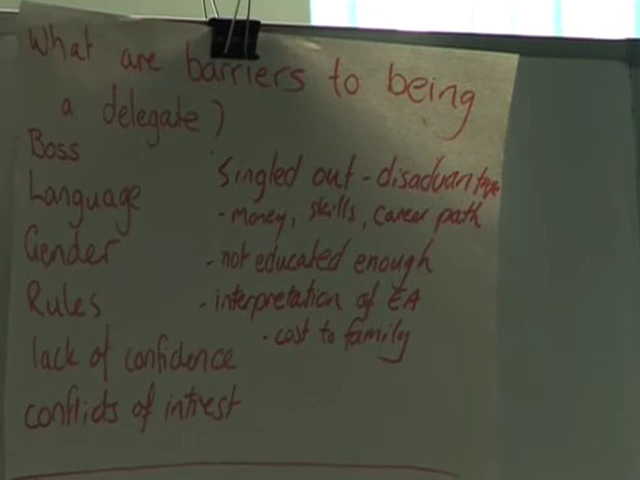 What are barriers to being
a delegate?
Boss
Language
Gender
Rules
lack of confidence
conflicts of intrest
Singled out - disadvantage
- money, skills, career path
- not educated enough
- interpretation of EA
- cost to family